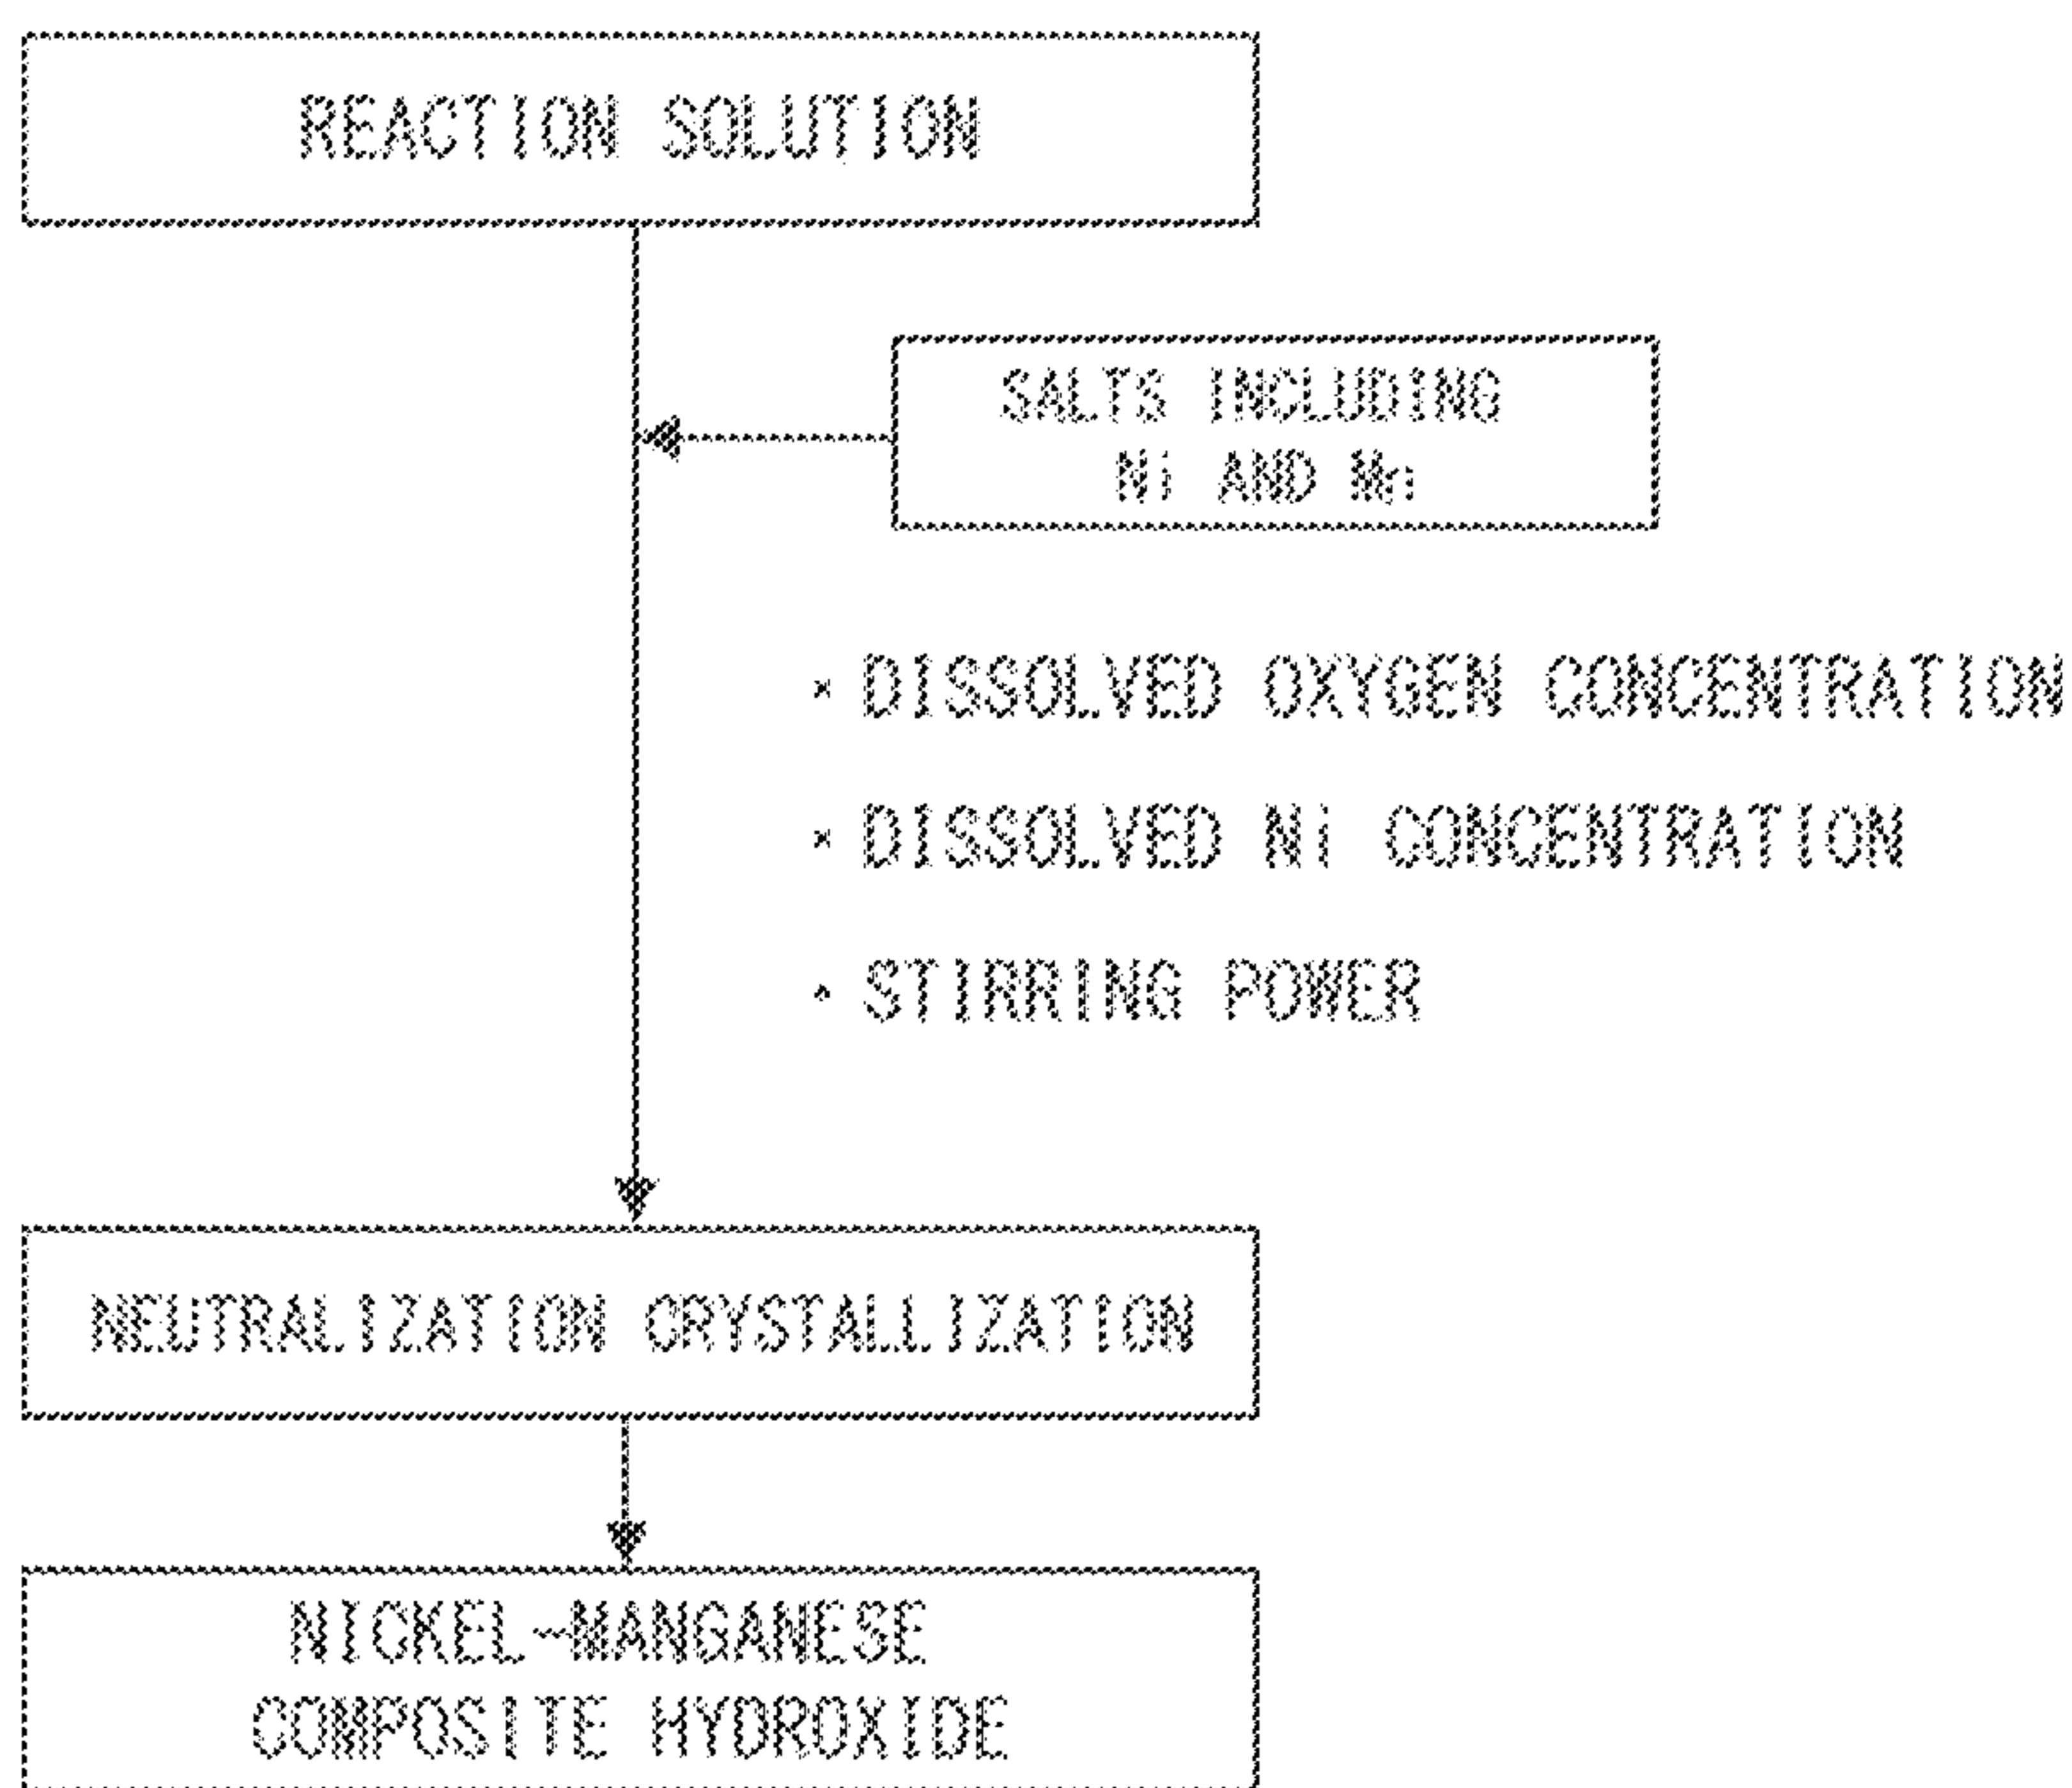 REACTION SOLUTION
SALTS INCLUDING
Ni AND Mn
・DISSOLVED OXYGEN CONCENTRATION
・DISSOLVED Ni CONCENTRATION
・STIRRING POWER
NEUTRALIZATION CRYSTALLIZATION
NICKEL-MANGANESE
COMPOSITE HYDROXIDE